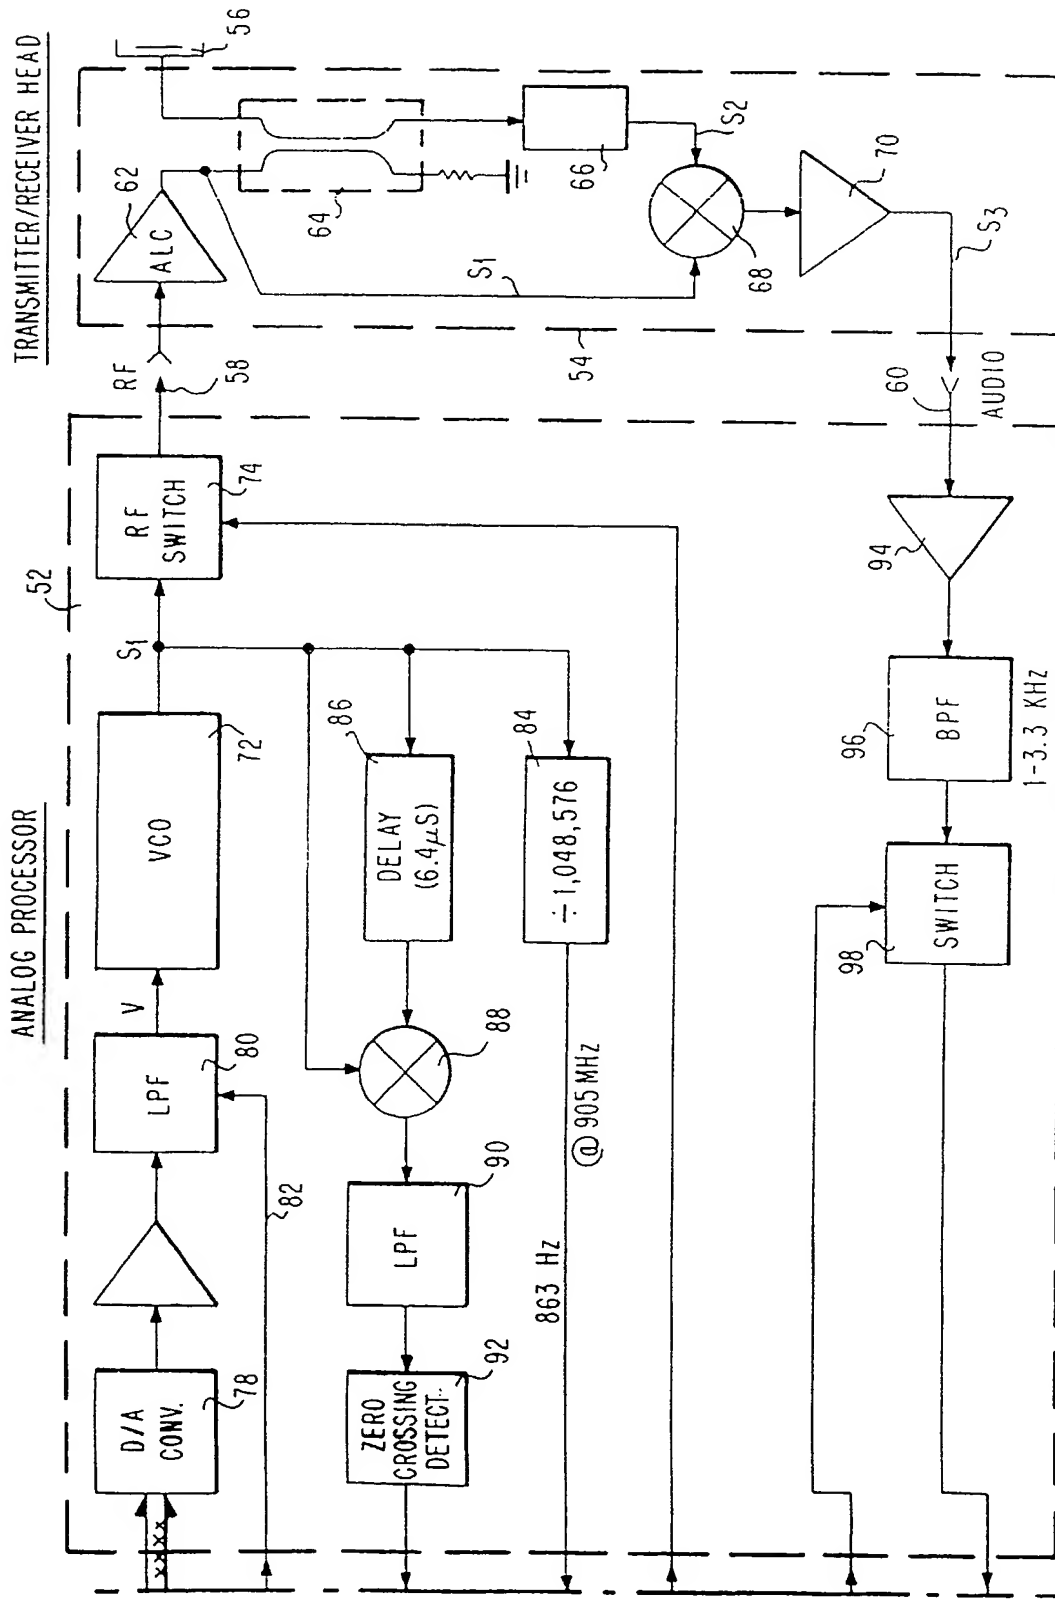 ANALOG PROCESSOR
TRANSMITTER/RECEIVER HEAD
D/A
CONV.
78
LPF
80
82
V
VCO
72
S1
52
RF
SWITCH
74
RF
58
ALC
62
56
64
66
S2
S1
68
70
S3
54
60
AUDIO
DELAY
(6.4μS)
86
÷1,048,576
84
88
LPF
90
ZERO
CROSSING
DETECT.
92
863 Hz
@905MHZ
94
BPF
96
1-3.3 KHz
SWITCH
98